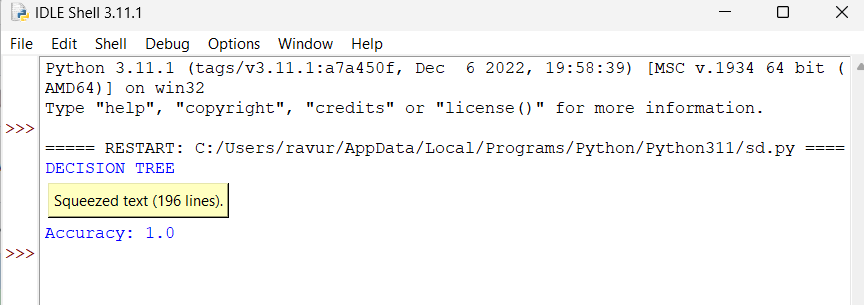 IDLE Shell 3.11.1
File Edit Shell Debug Options Window Help
Python 3.11.1 (tags/v3.11.1:a7a450f, Dec  6 2022, 19:58:39) [MSC v.1934 64 bit (
AMD64)] on win32
Type "help", "copyright", "credits" or "license()" for more information.
>>>
===== RESTART: C:/Users/ravur/AppData/Local/Programs/Python/Python311/sd.py ====
DECISION TREE
Squeezed text (196 lines).
Accuracy: 1.0
>>>